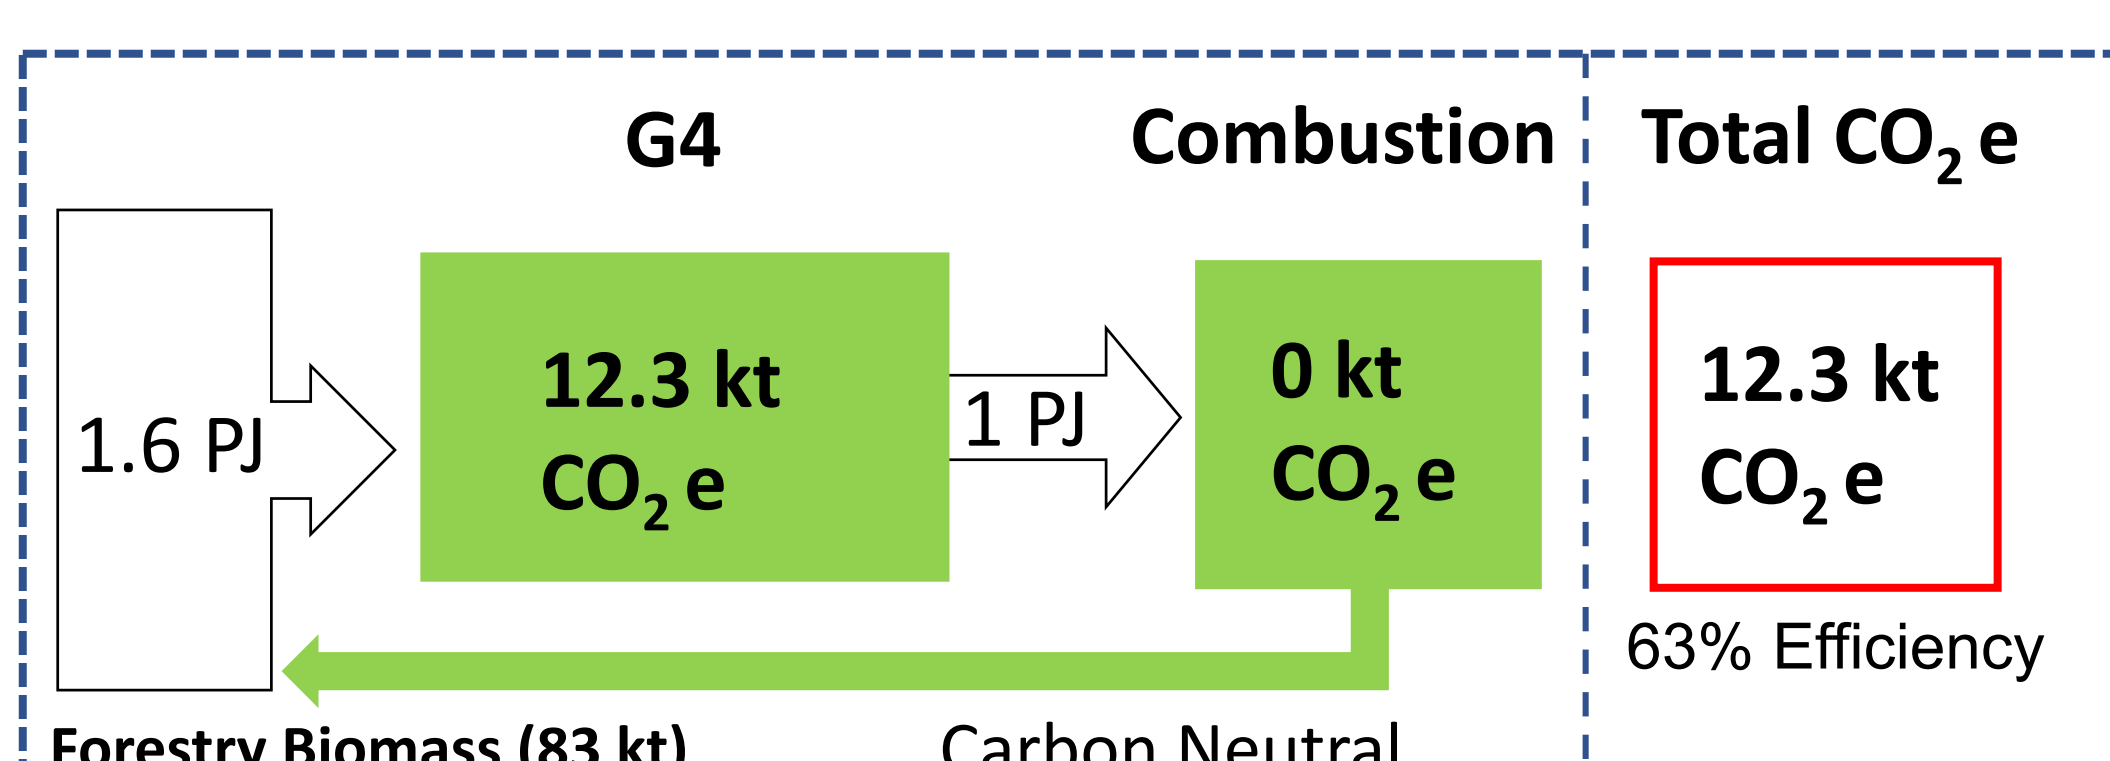 G4
Combustion
Total CO₂ e
1.6 PJ
12.3 kt
CO₂ e
1 PJ
0 kt
CO₂ e
12.3 kt
CO₂ e
63% Efficiency
Forestry Biomass (83 kt)
Carbon Neutral